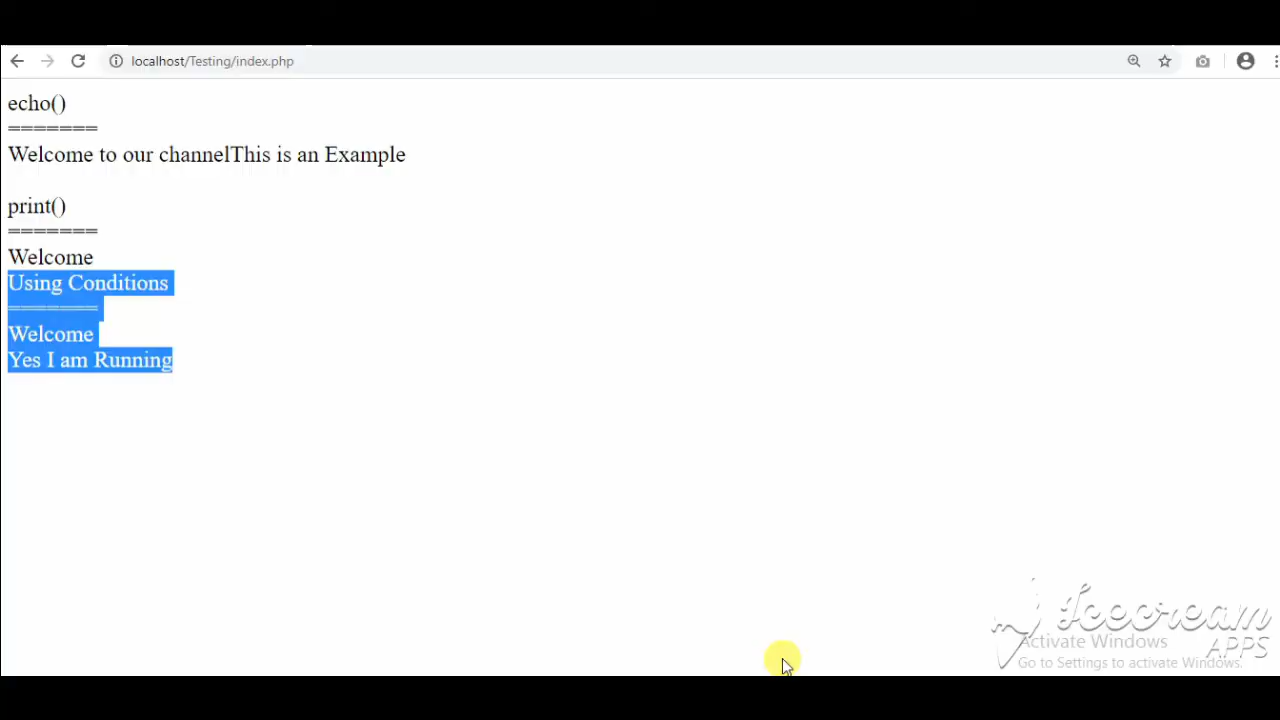 localhost/Testing/index.php
echo()
=======
Welcome to our channelThis is an Example
print()
=======
Welcome
Using Conditions
=======
Welcome
Yes I am Running
Icecream
APPS
Activate Windows
Go to Settings to activate Windows.